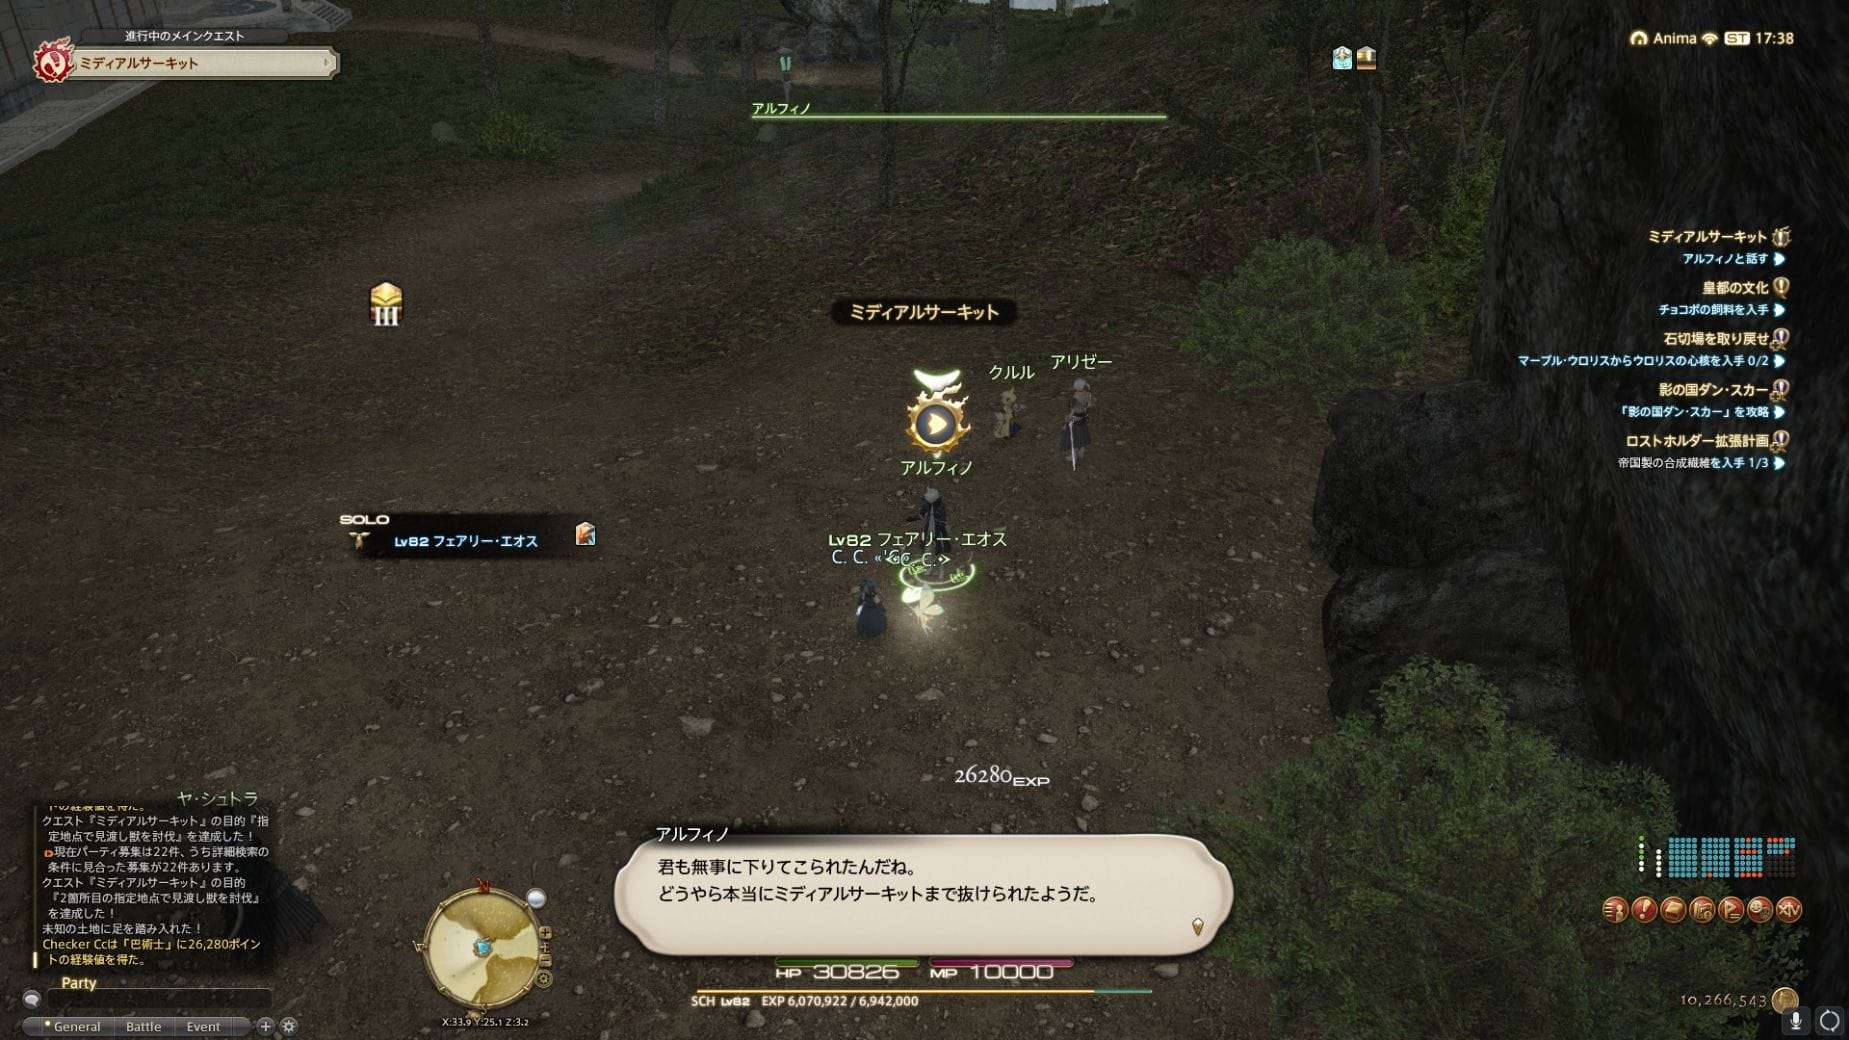 進行中のメインクエスト
ミディアルサーキット
アルフィノ
Anima ST 17:38
ミディアルサーキット
アルフィノと話す
皇都の文化
チョコボの飼料を入手
石切場を取り戻せ
マーブル・ウロリスからウロリスの心核を入手 0/2
影の国ダン・スカー
「影の国ダン・スカー」を攻略
ロストホルダー拡張計画
帝国製の合成繊維を入手 1/3
III
ミディアルサーキット
クルル
アリゼー
アルフィノ
SOLO
Lv82 フェアリー・エオス
Lv82 フェアリー・エオス
C. C.
26280EXP
ヤ・シュトラ
トの経験値を得た。
クエスト『ミディアルサーキット』の目的『指
定地点で見渡し獣を討伐』を達成した！
現在パーティ募集は22件、うち詳細検索の
条件に見合った募集が22件あります。
クエスト『ミディアルサーキット』の目的
『2箇所目の指定地点で見渡し獣を討伐』
を達成した！
未知の土地に足を踏み入れた！
Checker Ccは「巴術士」に26,280ポイン
トの経験値を得た。
Party
General Battle Event
X:33.9 Y:25.1 Z:3.2
アルフィノ
君も無事に下りてこられたんだね。
どうやら本当にミディアルサーキットまで抜けられたようだ。
HP 30826 MP 10000
SCH Lv82 EXP 6,070,922 / 6,942,000
XIV
10,266,543